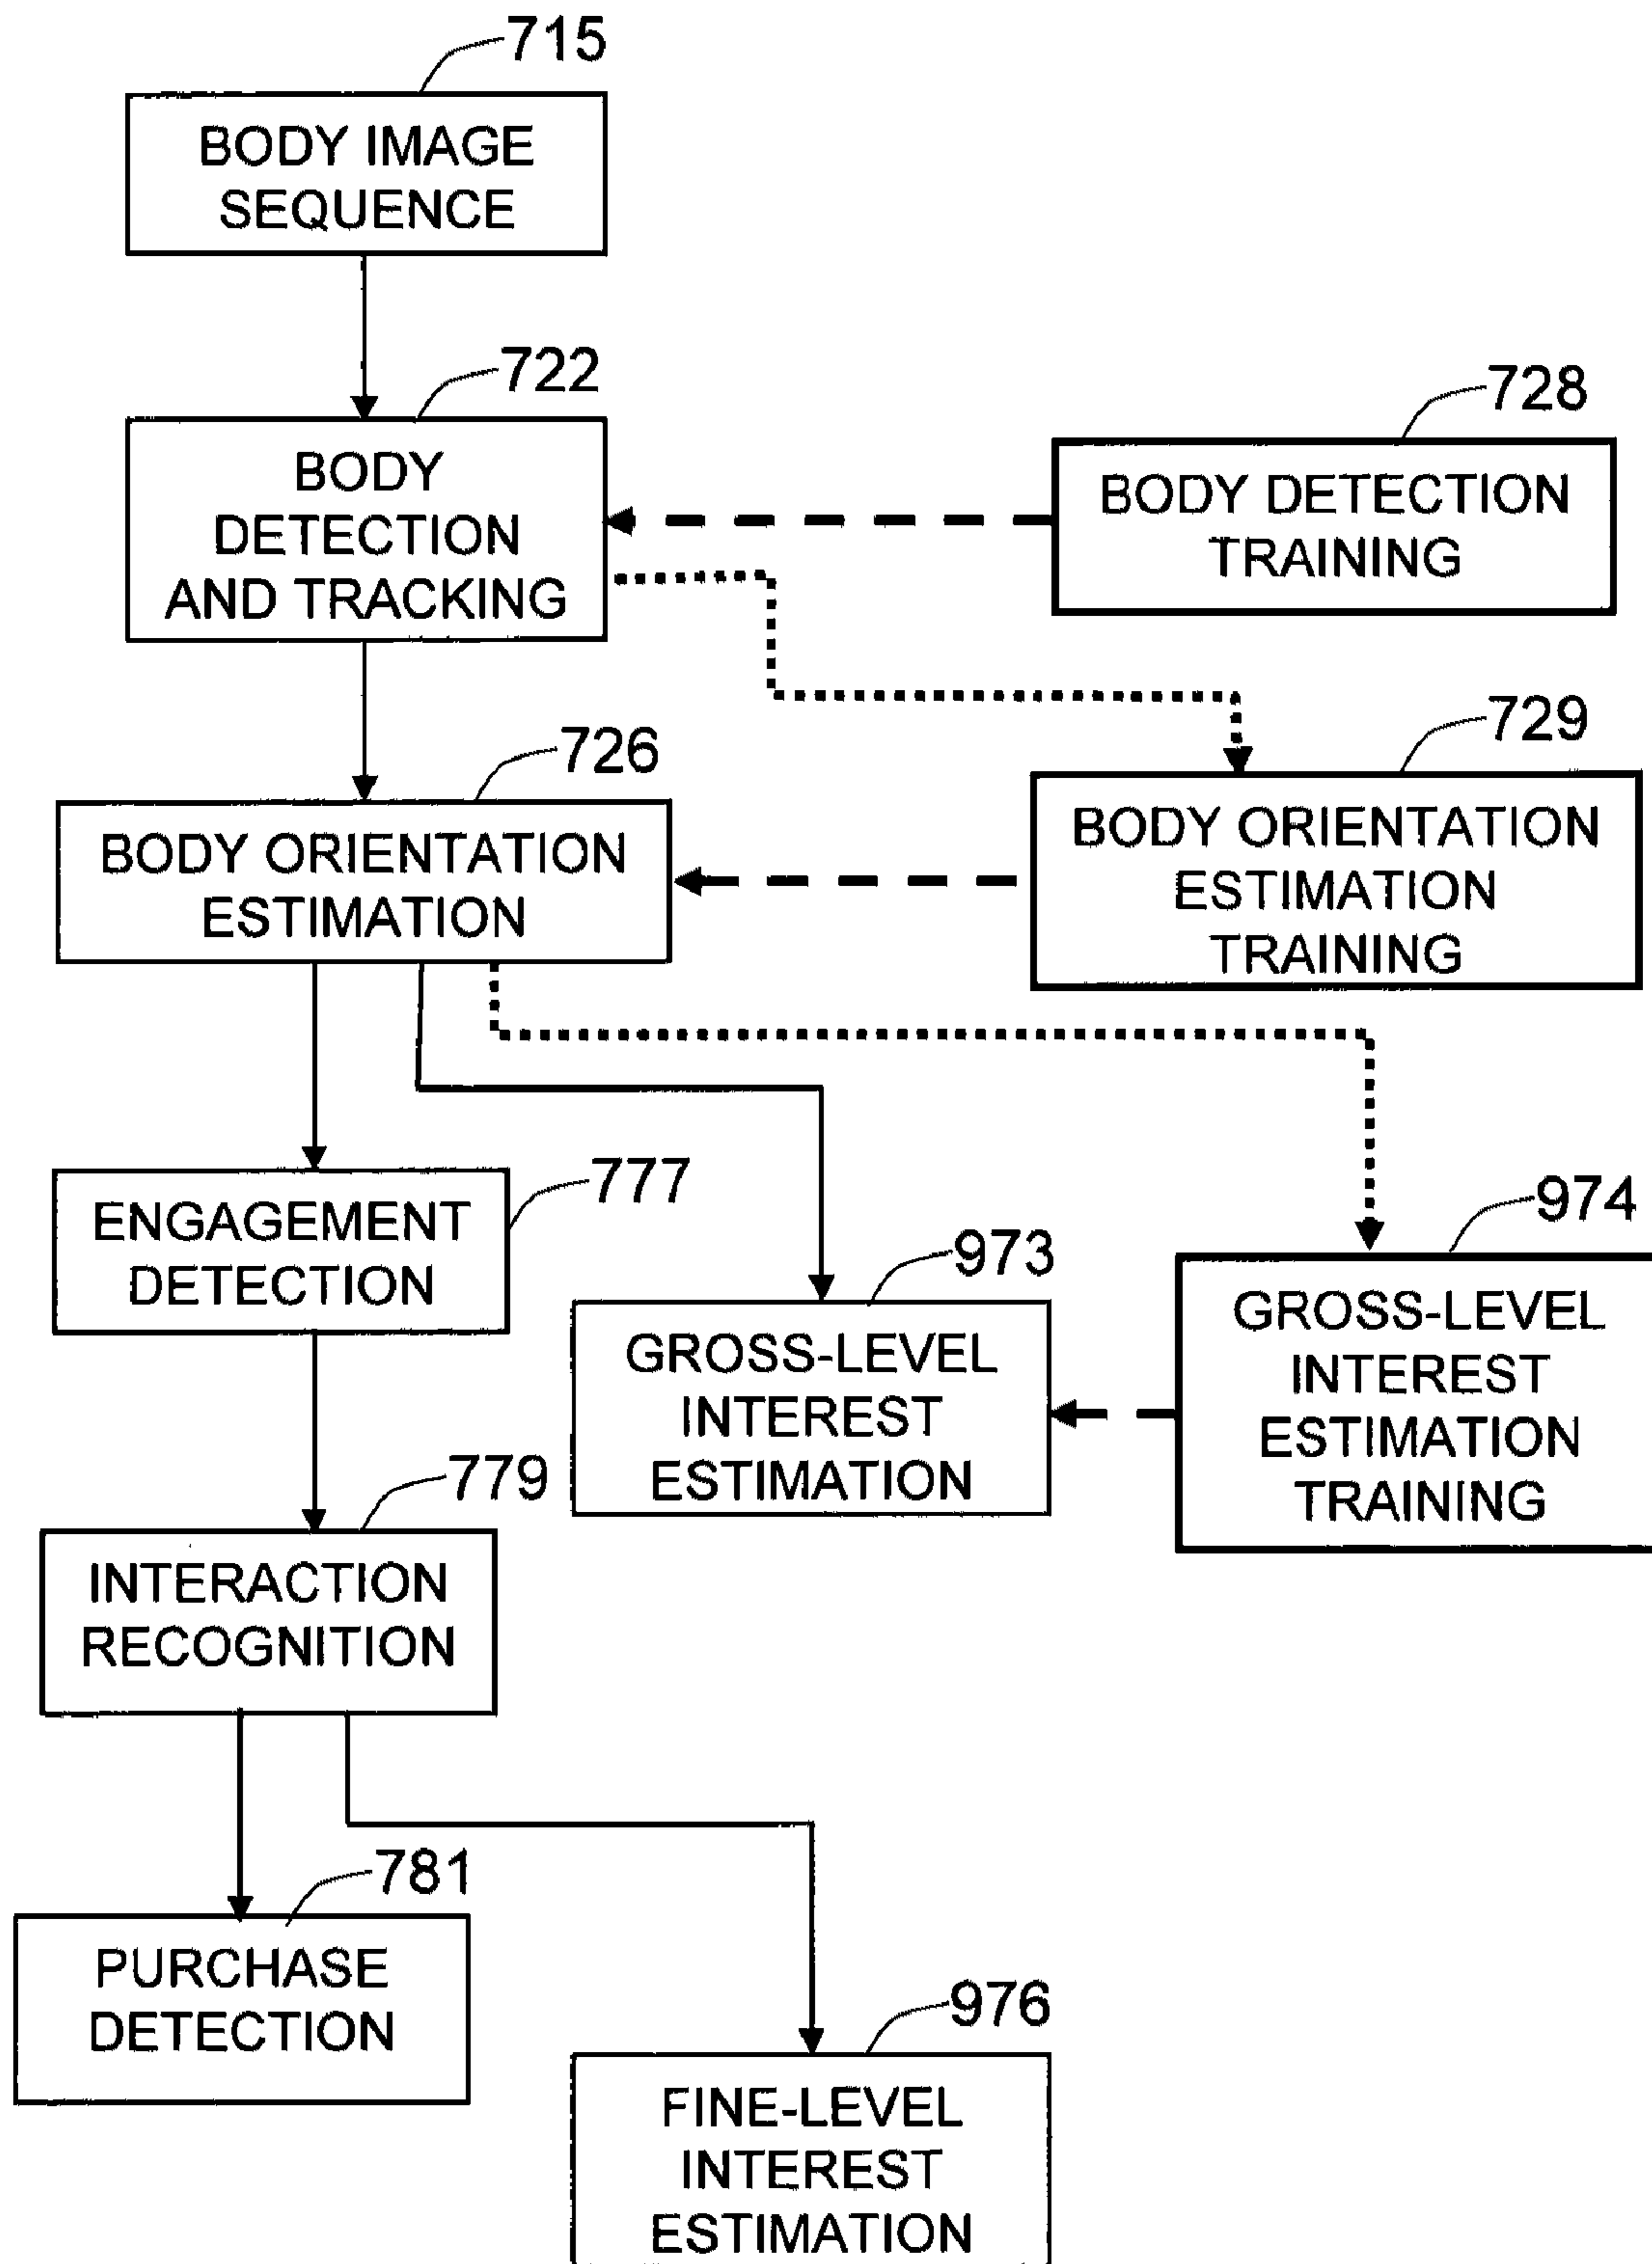 715
BODY IMAGE
SEQUENCE
722
BODY
DETECTION
AND TRACKING
728
BODY DETECTION
TRAINING
726
BODY ORIENTATION
ESTIMATION
729
BODY ORIENTATION
ESTIMATION
TRAINING
777
ENGAGEMENT
DETECTION
973
GROSS-LEVEL
INTEREST
ESTIMATION
974
GROSS-LEVEL
INTEREST
ESTIMATION
TRAINING
779
INTERACTION
RECOGNITION
781
PURCHASE
DETECTION
976
FINE-LEVEL
INTEREST
ESTIMATION